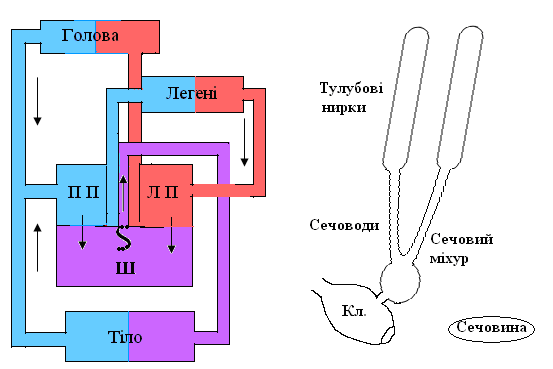 Голова
Легені
П П
Л П
Ш
Тіло
Тулубові
нирки
Сечоводи
Сечовий
міхур
Кл.
Сечовина